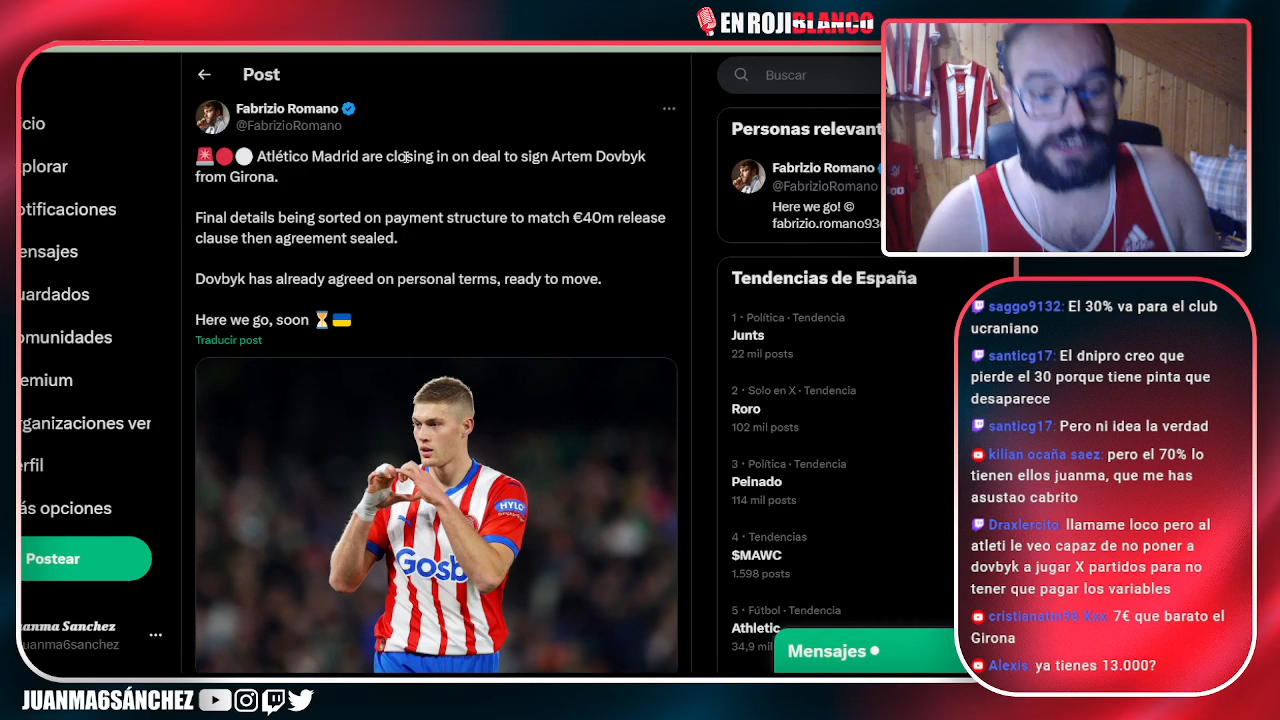 EN ROJIBLANCO
Post
Buscar
Fabrizio Romano
@FabrizioRomano
Atlético Madrid are closing in on deal to sign Artem Dovbyk
from Girona.
Final details being sorted on payment structure to match €40m release
clause then agreement sealed.
Dovbyk has already agreed on personal terms, ready to move.
Here we go, soon
Traducir post
HYLO
Gosb
cio
plorar
otificaciones
ensajes
uardados
omunidades
emium
ganizaciones ver
rfil
ás opciones
Postear
anma Sanchez
uanma6sanchez
Personas relevant
Fabrizio Romano
@FabrizioRomano
Here we go! ©
fabrizio.romano93
Tendencias de España
1 · Política · Tendencia
Junts
22 mil posts
2 · Solo en X · Tendencia
Roro
102 mil posts
3 · Política · Tendencia
Peinado
114 mil posts
4 · Tendencias
$MAWC
1.598 posts
5 · Fútbol · Tendencia
Athletic
34,9 mil
Mensajes
saggo9132: El 30% va para el club
ucraniano
santicg17: El dnipro creo que
pierde el 30 porque tiene pinta que
desaparece
santicg17: Pero ni idea la verdad
kilian ocaña saez: pero el 70% lo
tienen ellos juanma, que me has
asustao cabrito
Draxlercito: llamame loco pero al
atleti le veo capaz de no poner a
dovbyk a jugar X partidos para no
tener que pagar los variables
cristianatm96 Xxx: 7€ que barato el
Girona
Alexis: ya tienes 13.000?
JUANMA6SÁNCHEZ